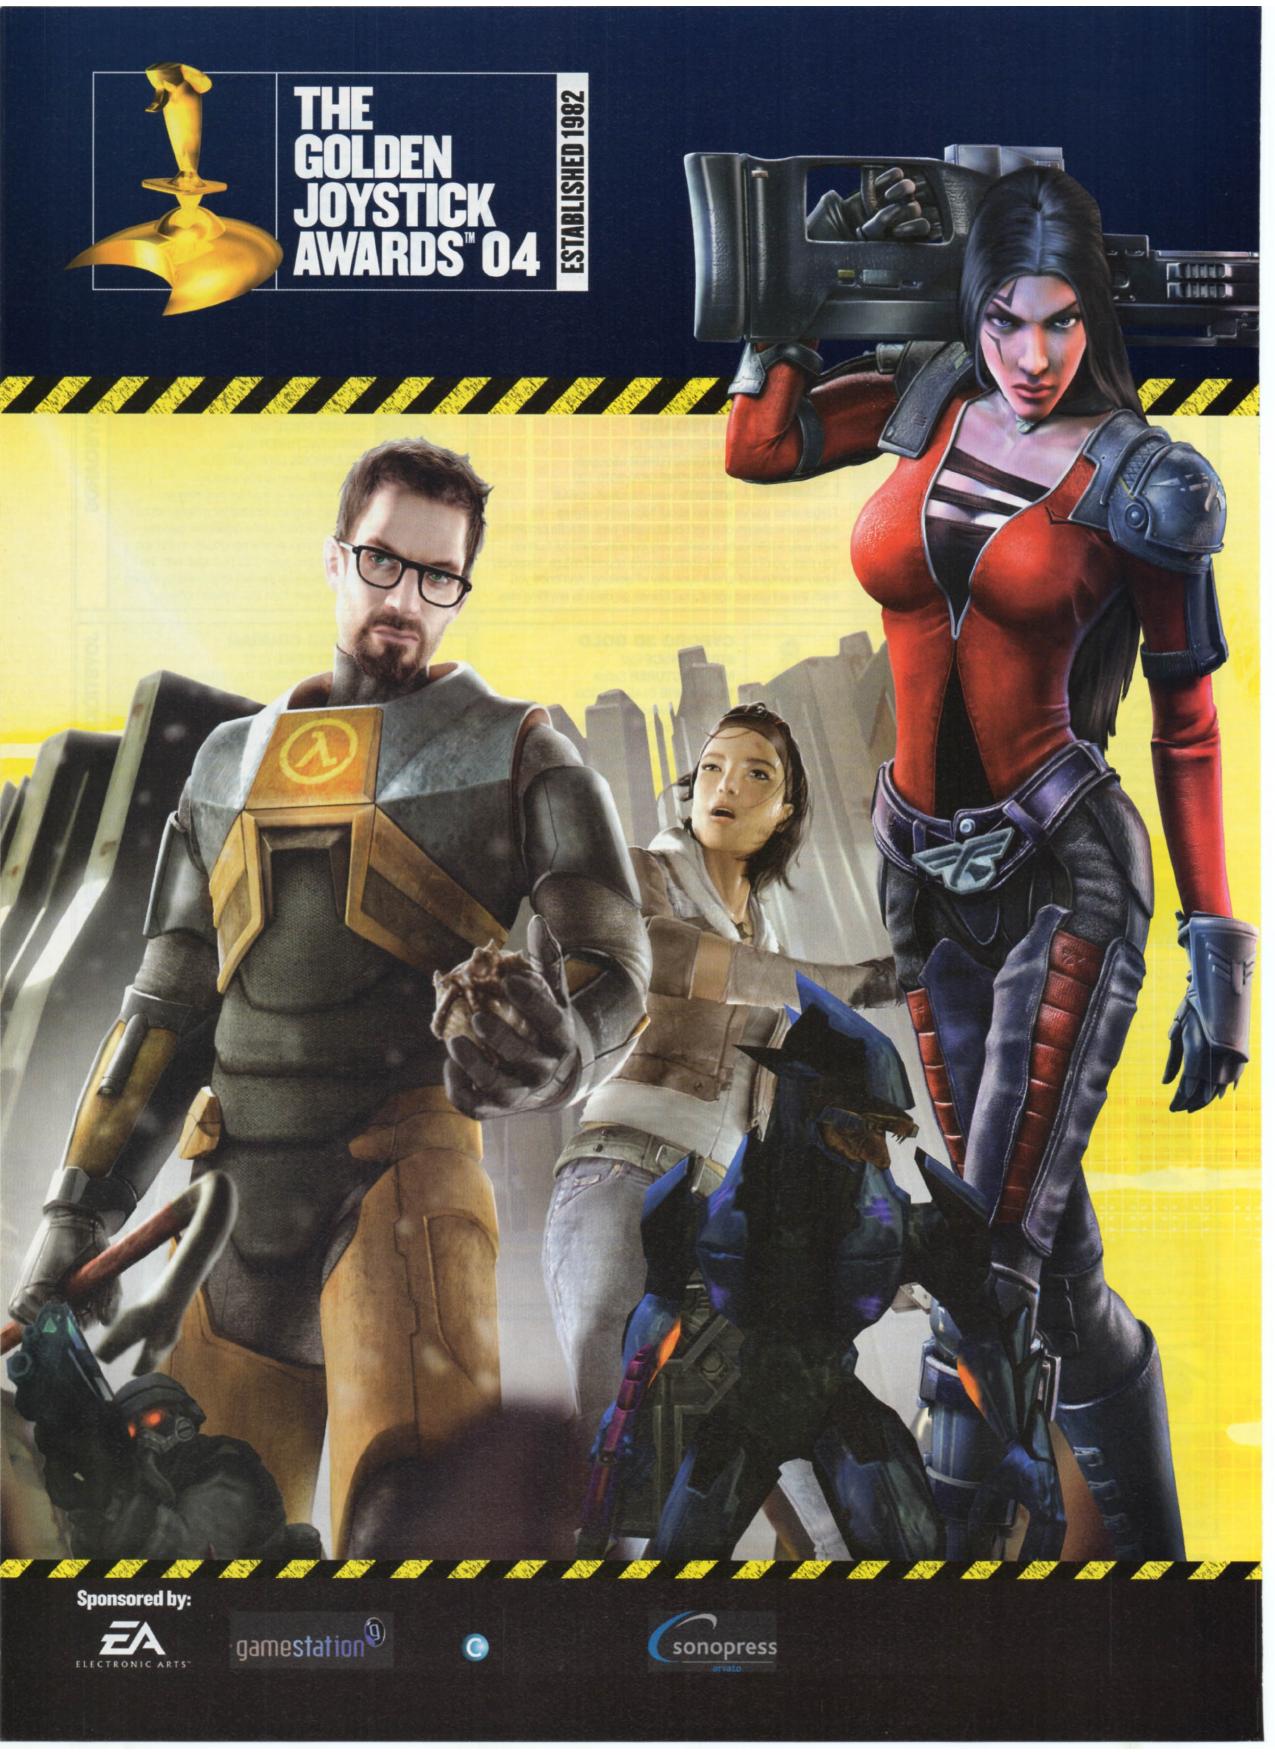 THE
GOLDEN
JOYSTICK
AWARDS™ 04
ESTABLISHED 1982
Sponsored by:
EA
ELECTRONIC ARTS™
gamestation g
C
sonopress
arvato